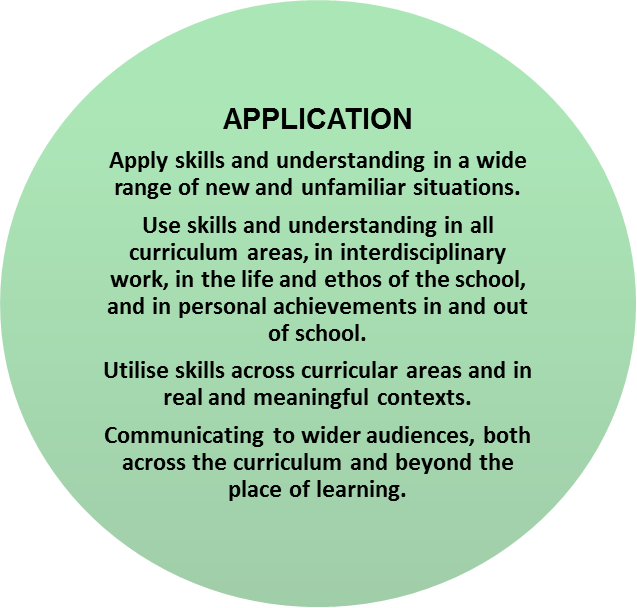 APPLICATION
Apply skills and understanding in a wide
range of new and unfamiliar situations.
Use skills and understanding in all
curriculum areas, in interdisciplinary
work, in the life and ethos of the school,
and in personal achievements in and out
of school.
Utilise skills across curricular areas and in
real and meaningful contexts.
Communicating to wider audiences, both
across the curriculum and beyond the
place of learning.